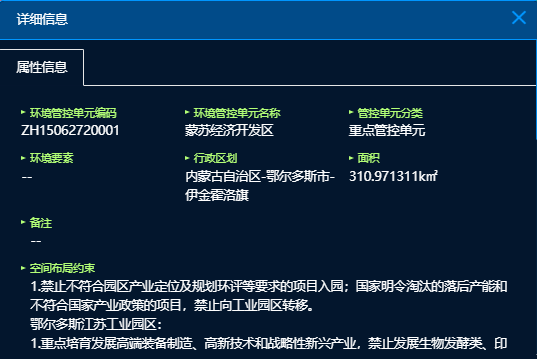 详细信息
属性信息
环境管控单元编码
环境管控单元名称
管控单元分类
ZH15062720001
蒙苏经济开发区
重点管控单元
环境要素
行政区划
面积
--
内蒙古自治区-鄂尔多斯市-
伊金霍洛旗
310.971311k㎡
备注
--
空间布局约束
1.禁止不符合园区产业定位及规划环评等要求的项目入园；国家明令淘汰的落后产能和
不符合国家产业政策的项目，禁止向工业园区转移。
鄂尔多斯江苏工业园区：
1.重点培育发展高端装备制造、高新技术和战略性新兴产业，禁止发展生物发酵类、印